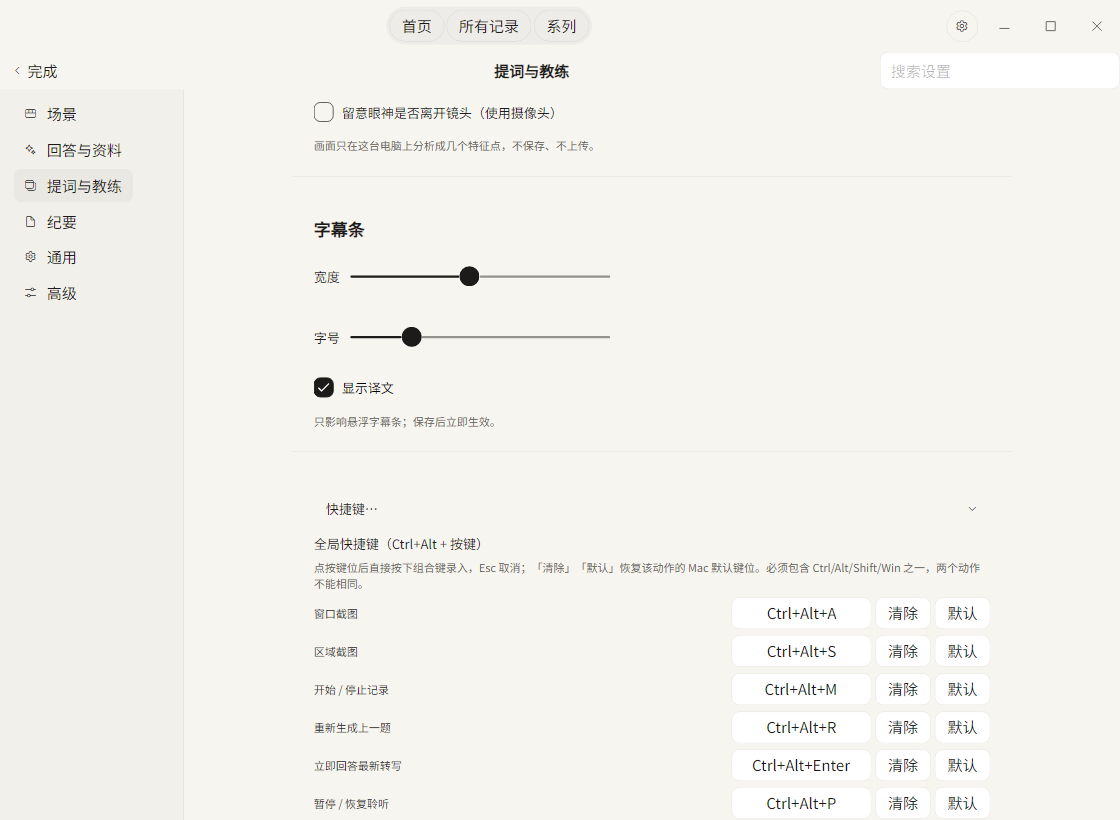 首页 所有记录 系列
完成
提词与教练
搜索设置
场景
回答与资料
提词与教练
纪要
通用
高级
留意眼神是否离开镜头（使用摄像头）
画面只在这台电脑上分析成几个特征点，不保存、不上传。
字幕条
宽度
字号
显示译文
只影响悬浮字幕条；保存后立即生效。
快捷键…
全局快捷键（Ctrl+Alt + 按键）
点按键位后直接按下组合键录入，Esc 取消；「清除」「默认」恢复该动作的 Mac 默认键位。必须包含 Ctrl/Alt/Shift/Win 之一，两个动作
不能相同。
窗口截图 Ctrl+Alt+A 清除 默认
区域截图 Ctrl+Alt+S 清除 默认
开始 / 停止记录 Ctrl+Alt+M 清除 默认
重新生成上一题 Ctrl+Alt+R 清除 默认
立即回答最新转写 Ctrl+Alt+Enter 清除 默认
暂停 / 恢复聆听 Ctrl+Alt+P 清除 默认